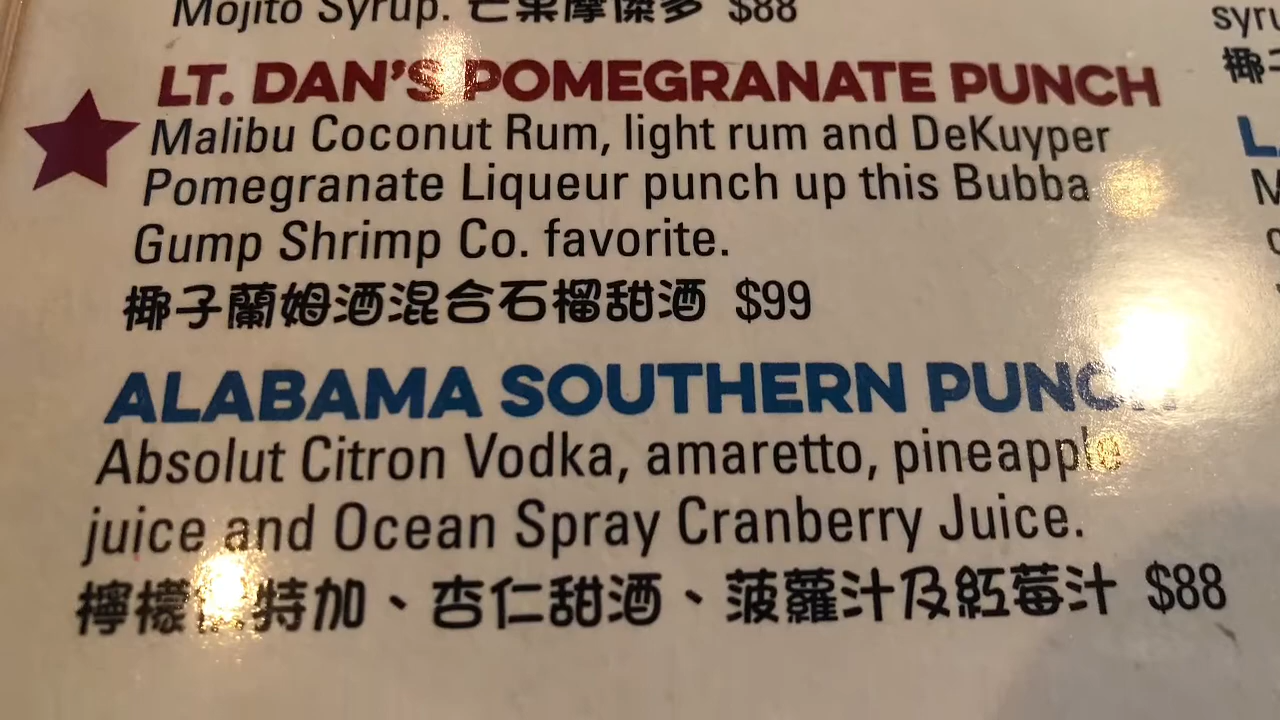 Mojito Syrup. 芒果摩傑多 $88
LT. DAN'S POMEGRANATE PUNCH
Malibu Coconut Rum, light rum and DeKuyper
Pomegranate Liqueur punch up this Bubba
Gump Shrimp Co. favorite.
椰子蘭姆酒混合石榴甜酒 $99
ALABAMA SOUTHERN PUNCH
Absolut Citron Vodka, amaretto, pineapple
juice and Ocean Spray Cranberry Juice.
檸檬伏特加、杏仁甜酒、菠蘿汁及紅莓汁 $88